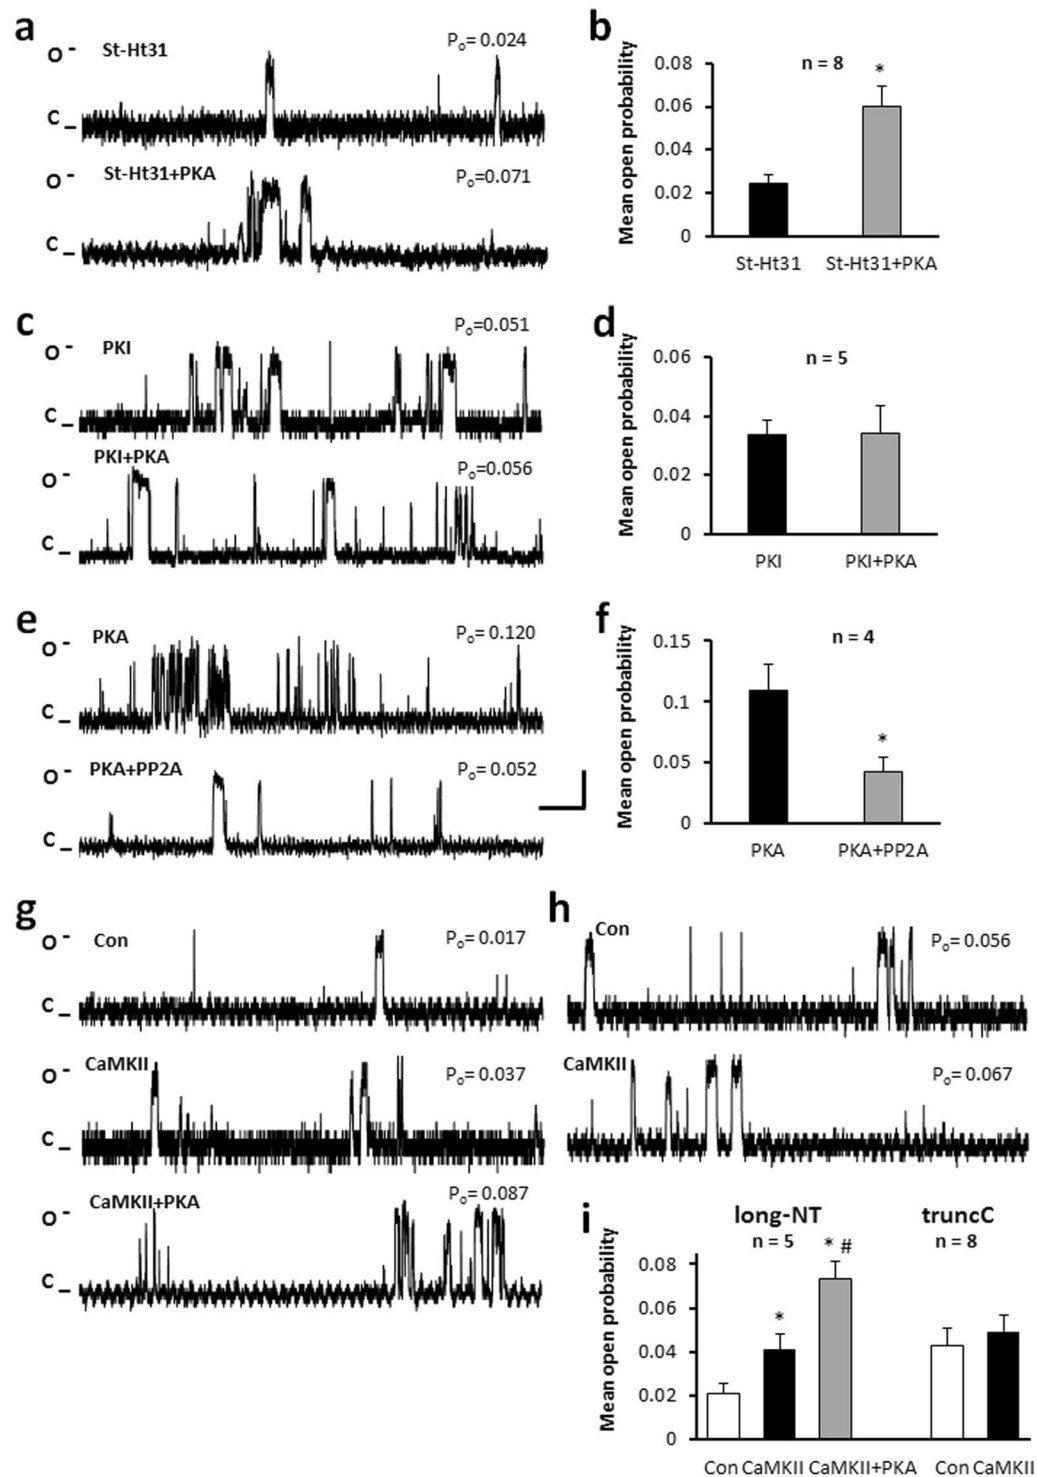 a
St-Ht31
Po= 0.024
O -
C _
St-Ht31+PKA
Po=0.071
O -
C _
b
n = 8
*
Mean open probability
0.08
0.06
0.04
0.02
0
St-Ht31 St-Ht31+PKA
c
PKI
Po=0.051
O -
C _
PKI+PKA
Po=0.056
O -
C _
d
n = 5
Mean open probability
0.06
0.04
0.02
0
PKI PKI+PKA
e
PKA
Po= 0.120
O -
C _
PKA+PP2A
Po= 0.052
O -
C _
f
n = 4
*
Mean open probability
0.15
0.1
0.05
0
PKA PKA+PP2A
g
Con
Po= 0.017
O -
C _
CaMKII
Po= 0.037
O -
C _
CaMKII+PKA
Po= 0.087
O -
C _
h
Con
Po= 0.056
CaMKII
Po= 0.067
i
long-NT truncC
n = 5 n = 8
* * #
Mean open probability
0.08
0.06
0.04
0.02
0
Con CaMKII CaMKII+PKA Con CaMKII